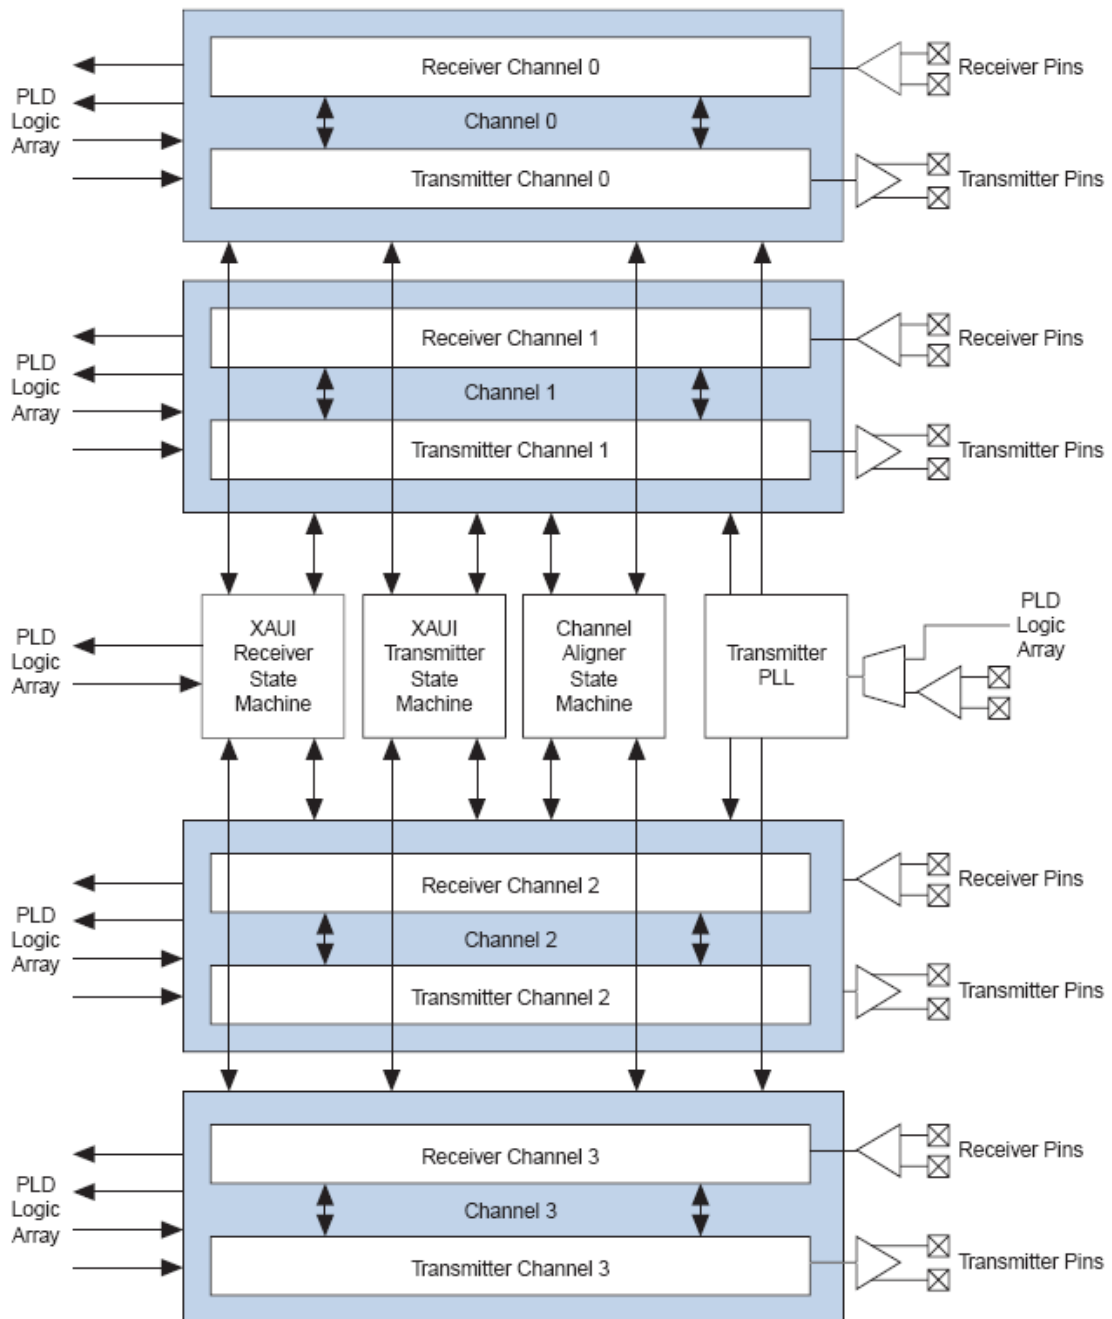 Receiver Channel 0
Receiver Pins
PLD
Logic
Array
Channel 0
Transmitter Channel 0
Transmitter Pins
Receiver Channel 1
Receiver Pins
PLD
Logic
Array
Channel 1
Transmitter Channel 1
Transmitter Pins
PLD
Logic
Array
XAUI
Receiver
State
Machine
XAUI
Transmitter
State
Machine
Channel
Aligner
State
Machine
Transmitter
PLL
PLD
Logic
Array
Receiver Channel 2
Receiver Pins
PLD
Logic
Array
Channel 2
Transmitter Channel 2
Transmitter Pins
Receiver Channel 3
Receiver Pins
PLD
Logic
Array
Channel 3
Transmitter Channel 3
Transmitter Pins